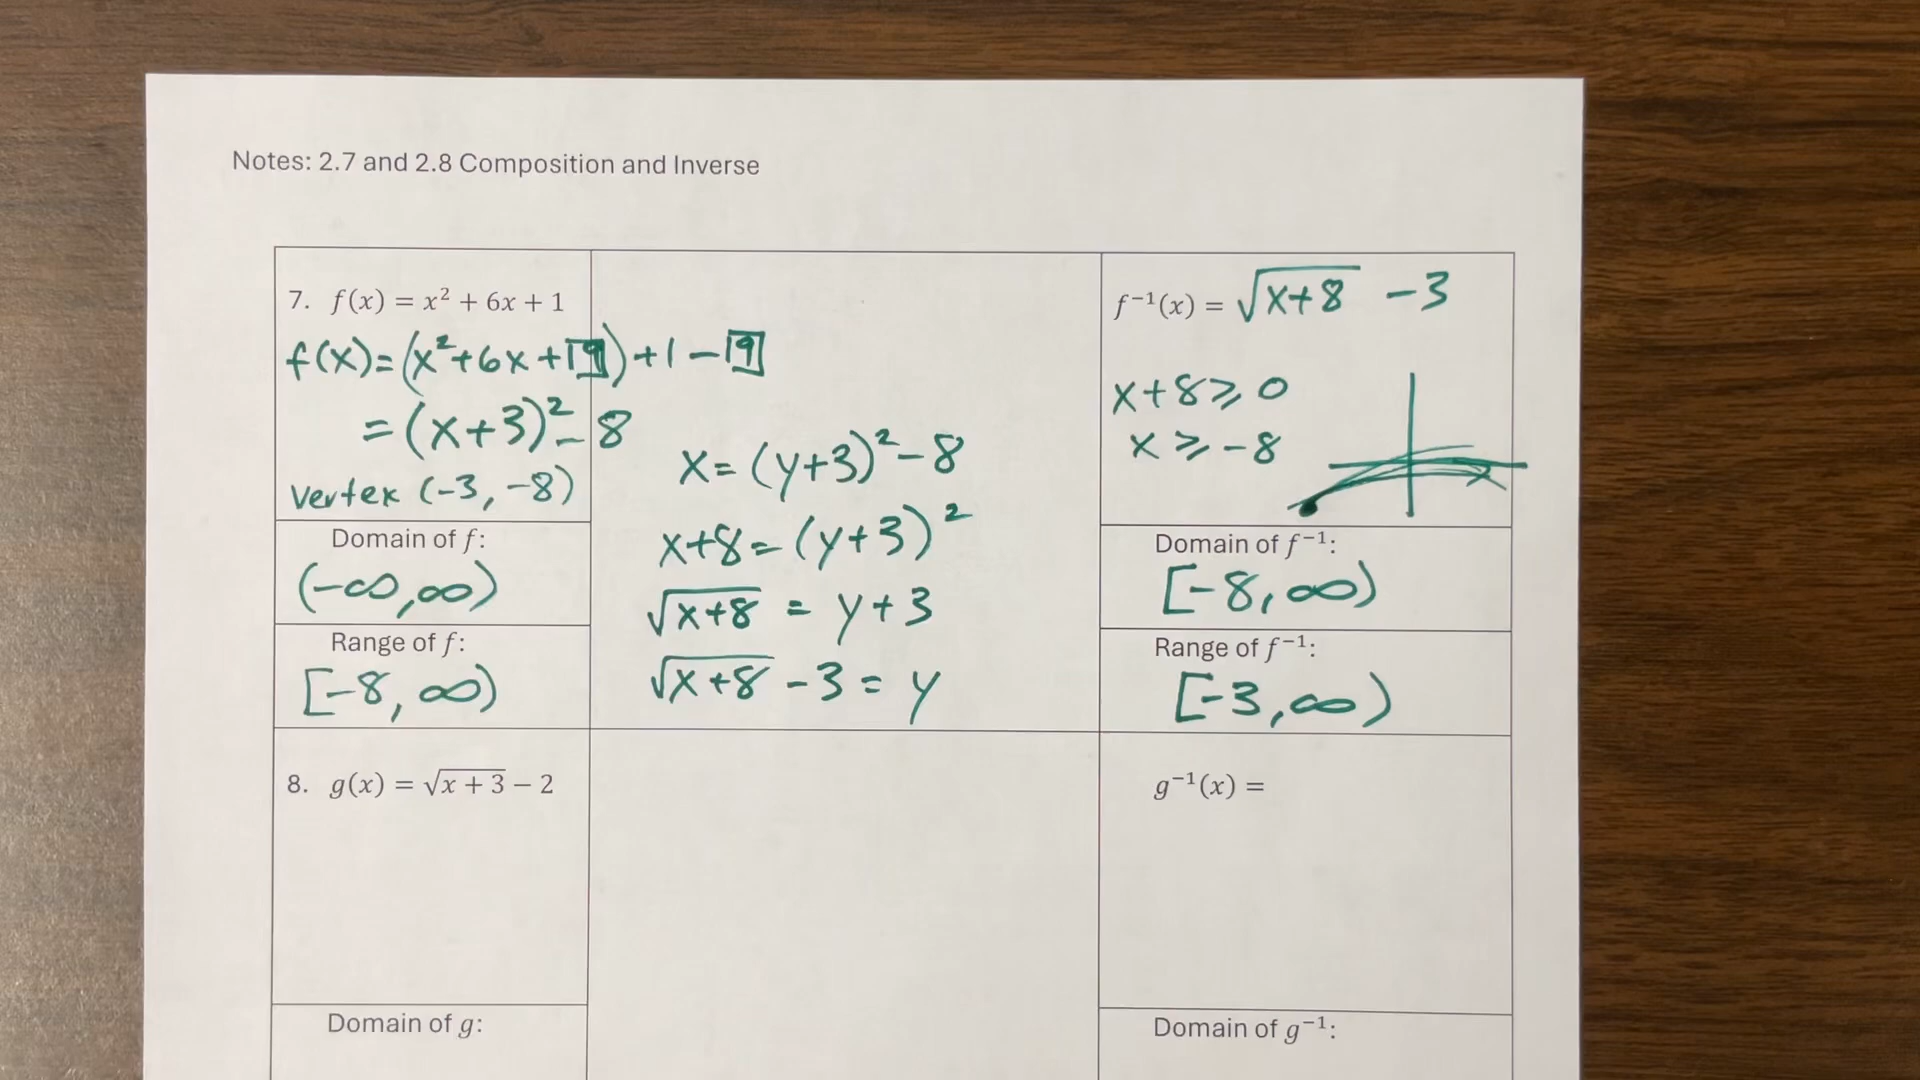 Notes: 2.7 and 2.8 Composition and Inverse
7. f(x) = x² + 6x + 1
f(x) = (x² + 6x + 9) + 1 − 9
= (x+3)² − 8
vertex (−3, −8)
Domain of f:
(−∞, ∞)
Range of f:
[−8, ∞)
x = (y+3)² − 8
x+8 = (y+3)²
√(x+8) = y + 3
√(x+8) − 3 = y
f⁻¹(x) = √(x+8) − 3
x+8 ≥ 0
x ≥ −8
Domain of f⁻¹:
[−8, ∞)
Range of f⁻¹:
[−3, ∞)
8. g(x) = √(x + 3) − 2
g⁻¹(x) =
Domain of g:
Domain of g⁻¹: